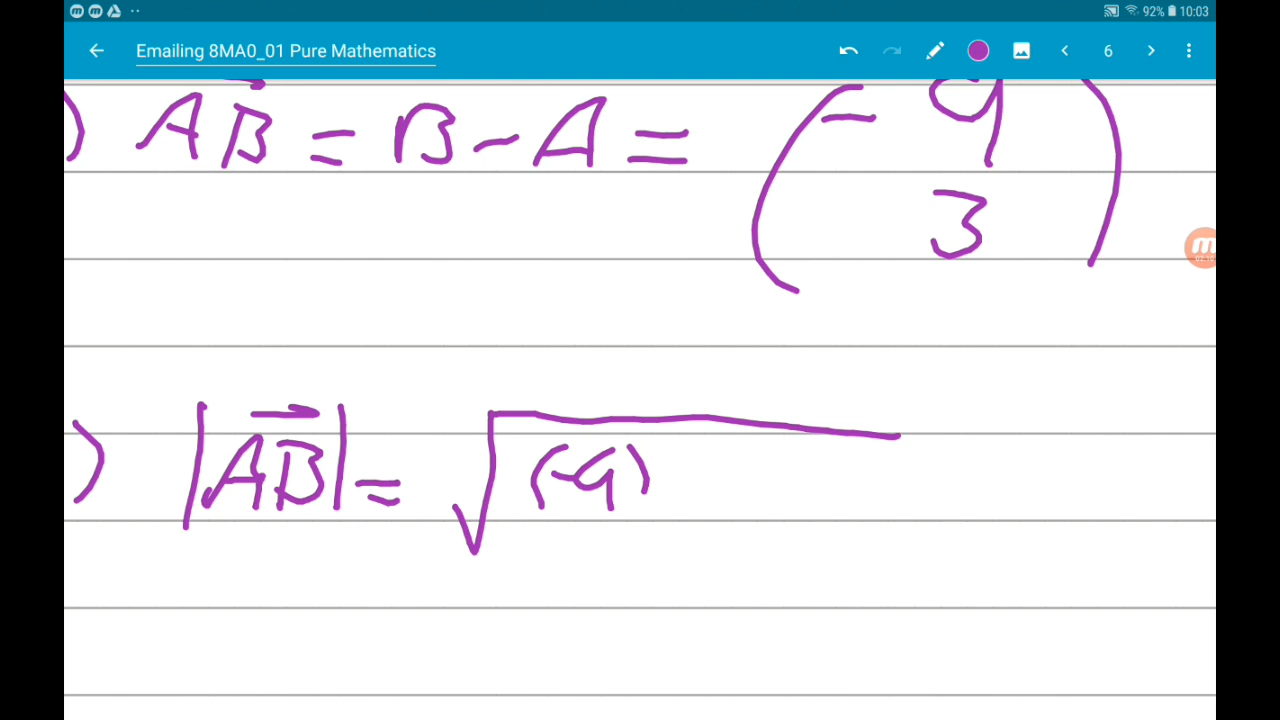 92% 10:03
Emailing 8MA0_01 Pure Mathematics
6
) AB = B - A = ( -9
3 )
) |AB| = √(-9)